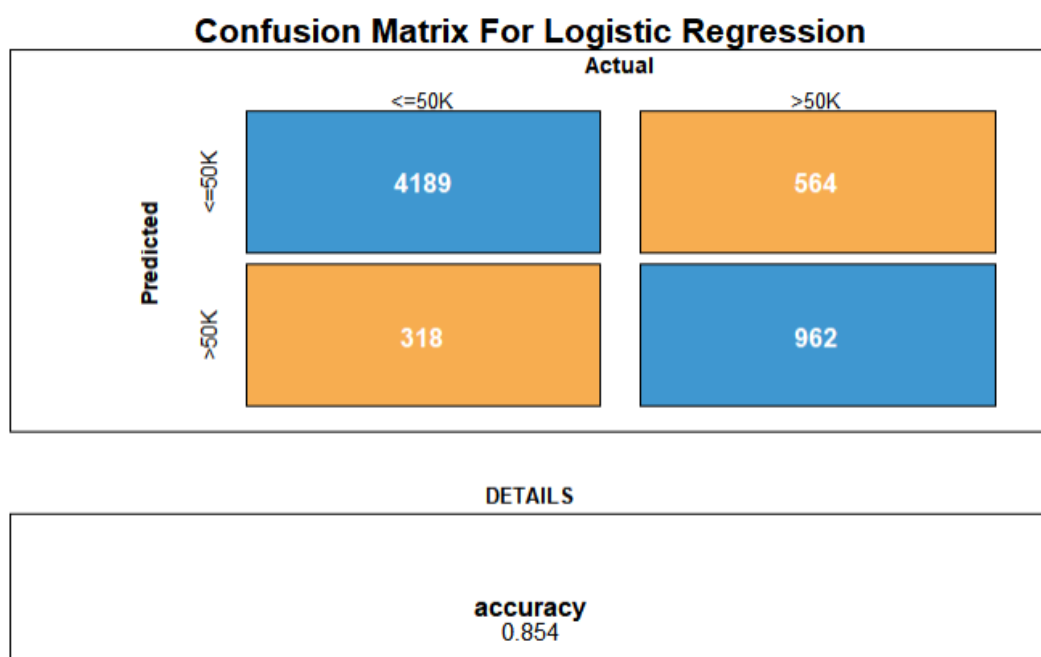 Confusion Matrix For Logistic Regression
Actual
<=50K >50K
Predicted
<=50K
4189 564
>50K
318 962
DETAILS
accuracy
0.854